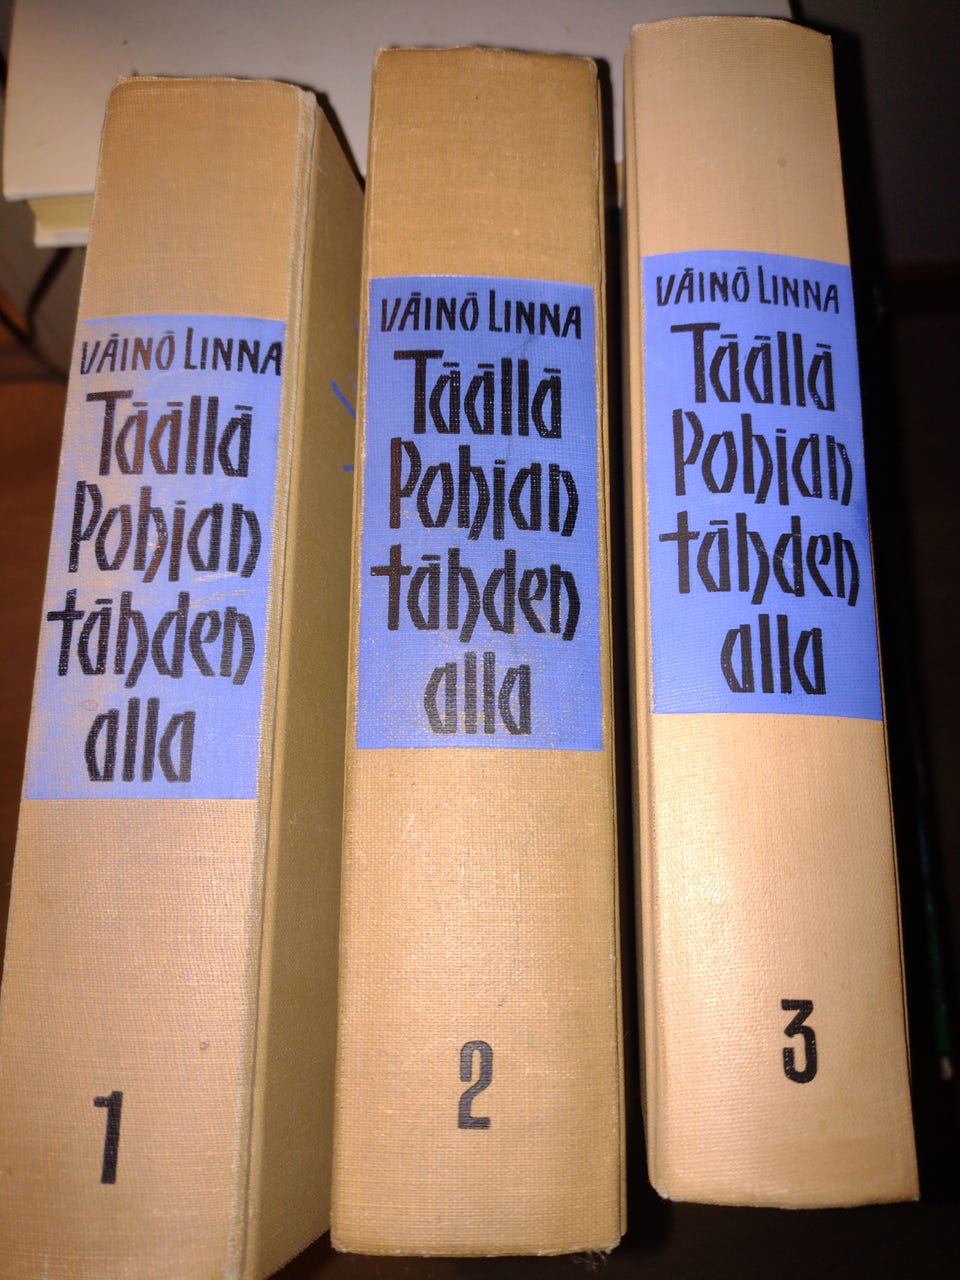 VÄINÖ LINNA
Täällä
Pohjan
tähden
alla
1
VÄINÖ LINNA
Täällä
Pohjan
tähden
alla
2
VÄINÖ LINNA
Täällä
Pohjan
tähden
alla
3